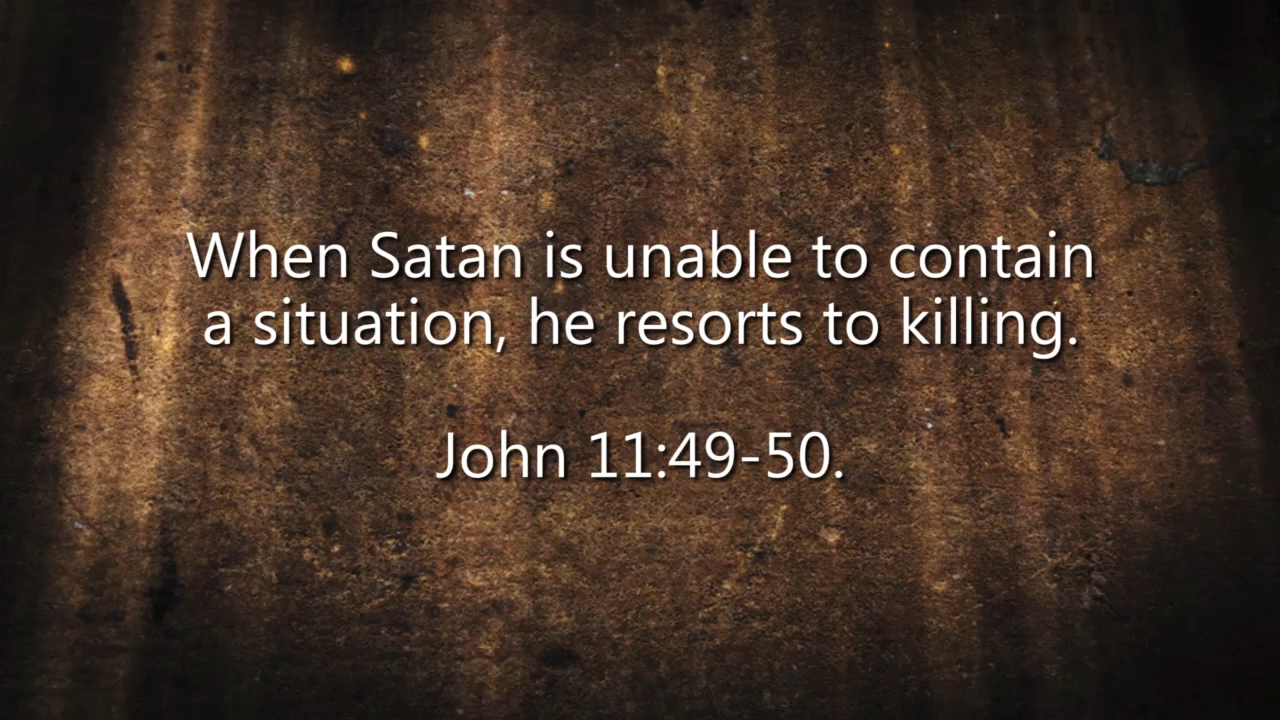 When Satan is unable to contain
a situation, he resorts to killing.
John 11:49-50.